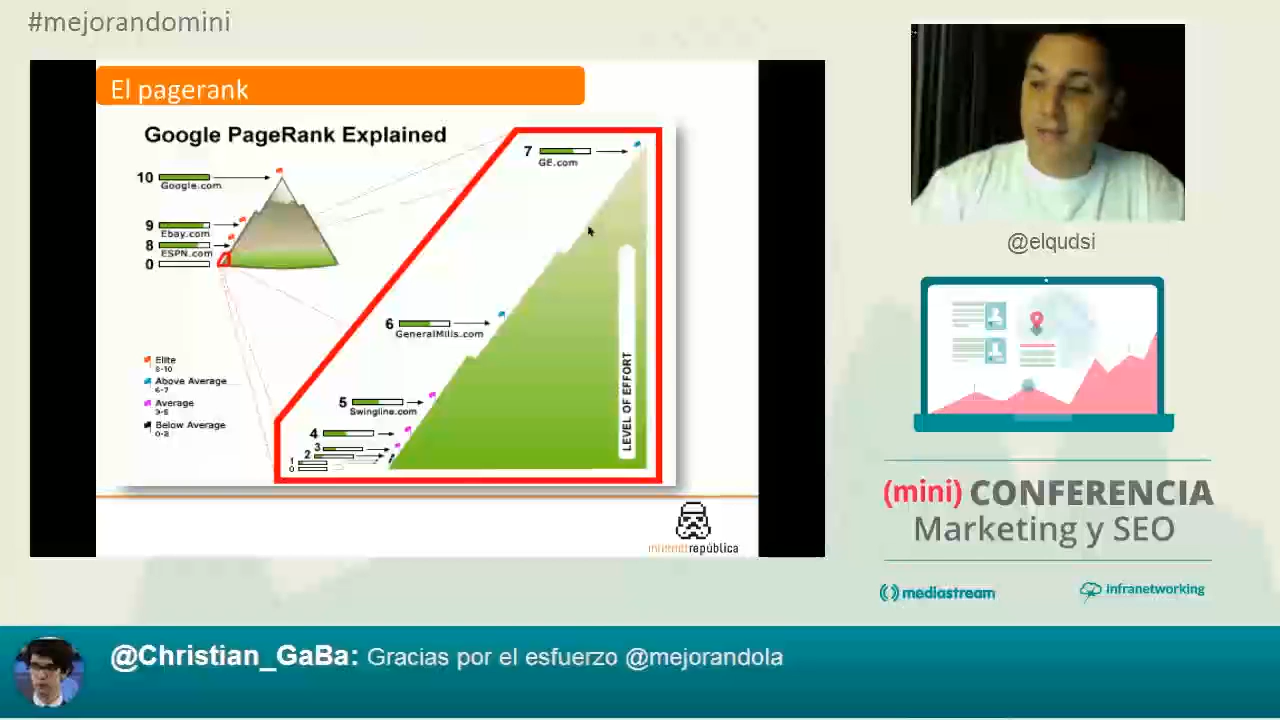 #mejorandomini
El pagerank
Google PageRank Explained
10
Google.com
9
Ebay.com
8
ESPN.com
0
7
GE.com
6
GeneralMills.com
5
Swingline.com
4
3
2
1
0
LEVEL OF EFFORT
Elite
8-10
Above Average
6-7
Average
3-5
Below Average
0-2
internetrepública
@elqudsi
(mini) CONFERENCIA
Marketing y SEO
mediastream
infranetworking
@Christian_GaBa: Gracias por el esfuerzo @mejorandola